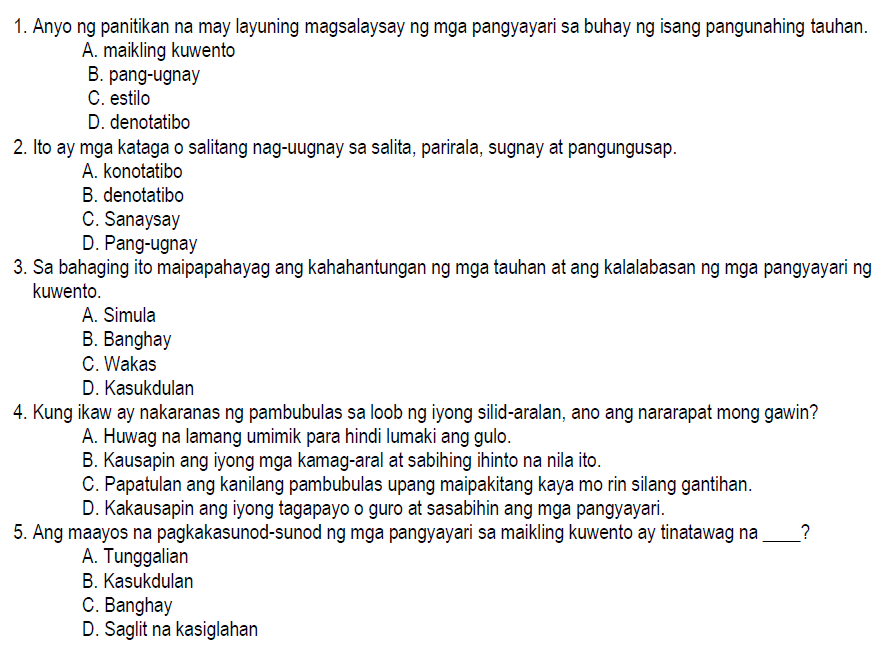 1. Anyo ng panitikan na may layuning magsalaysay ng mga pangyayari sa buhay ng isang pangunahing tauhan.
A. maikling kuwento
B. pang-ugnay
C. estilo
D. denotatibo
2. Ito ay mga kataga o salitang nag-uugnay sa salita, parirala, sugnay at pangungusap.
A. konotatibo
B. denotatibo
C. Sanaysay
D. Pang-ugnay
3. Sa bahaging ito maipapahayag ang kahahantungan ng mga tauhan at ang kalalabasan ng mga pangyayari ng
kuwento.
A. Simula
B. Banghay
C. Wakas
D. Kasukdulan
4. Kung ikaw ay nakaranas ng pambubulas sa loob ng iyong silid-aralan, ano ang nararapat mong gawin?
A. Huwag na lamang umimik para hindi lumaki ang gulo.
B. Kausapin ang iyong mga kamag-aral at sabihing ihinto na nila ito.
C. Papatulan ang kanilang pambubulas upang maipakitang kaya mo rin silang gantihan.
D. Kakausapin ang iyong tagapayo o guro at sasabihin ang mga pangyayari.
5. Ang maayos na pagkakasunod-sunod ng mga pangyayari sa maikling kuwento ay tinatawag na ____?
A. Tunggalian
B. Kasukdulan
C. Banghay
D. Saglit na kasiglahan